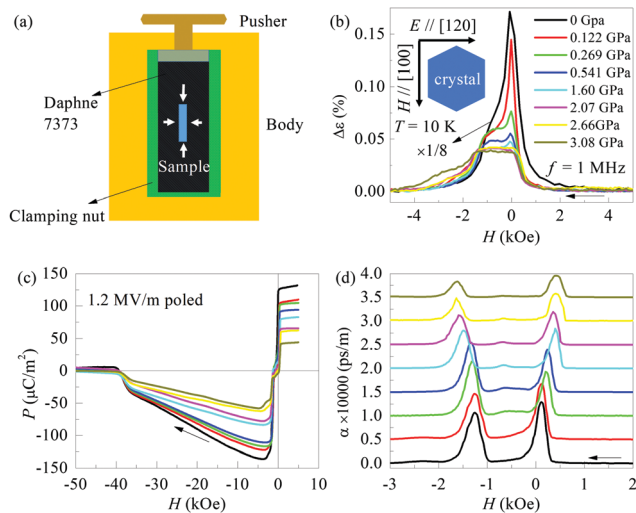 (a)
Pusher
Daphne
7373
Body
Sample
Clamping nut
(b)
0.15
0.10
0.05
0.00
Δε (%)
E // [120]
H // [100]
crystal
T = 10 K
×1/8
0 Gpa
0.122 GPa
0.269 GPa
0.541 GPa
1.60 GPa
2.07 GPa
2.66GPa
3.08 GPa
f = 1 MHz
-4 -2 0 2 4
H (kOe)
(c)
150
100
50
0
-50
-100
-150
P (μC/m²)
1.2 MV/m poled
-50 -40 -30 -20 -10 0 10
H (kOe)
(d)
4.0
3.5
3.0
2.5
2.0
1.5
1.0
0.5
0.0
α ×10000 (ps/m)
-3 -2 -1 0 1 2
H (kOe)